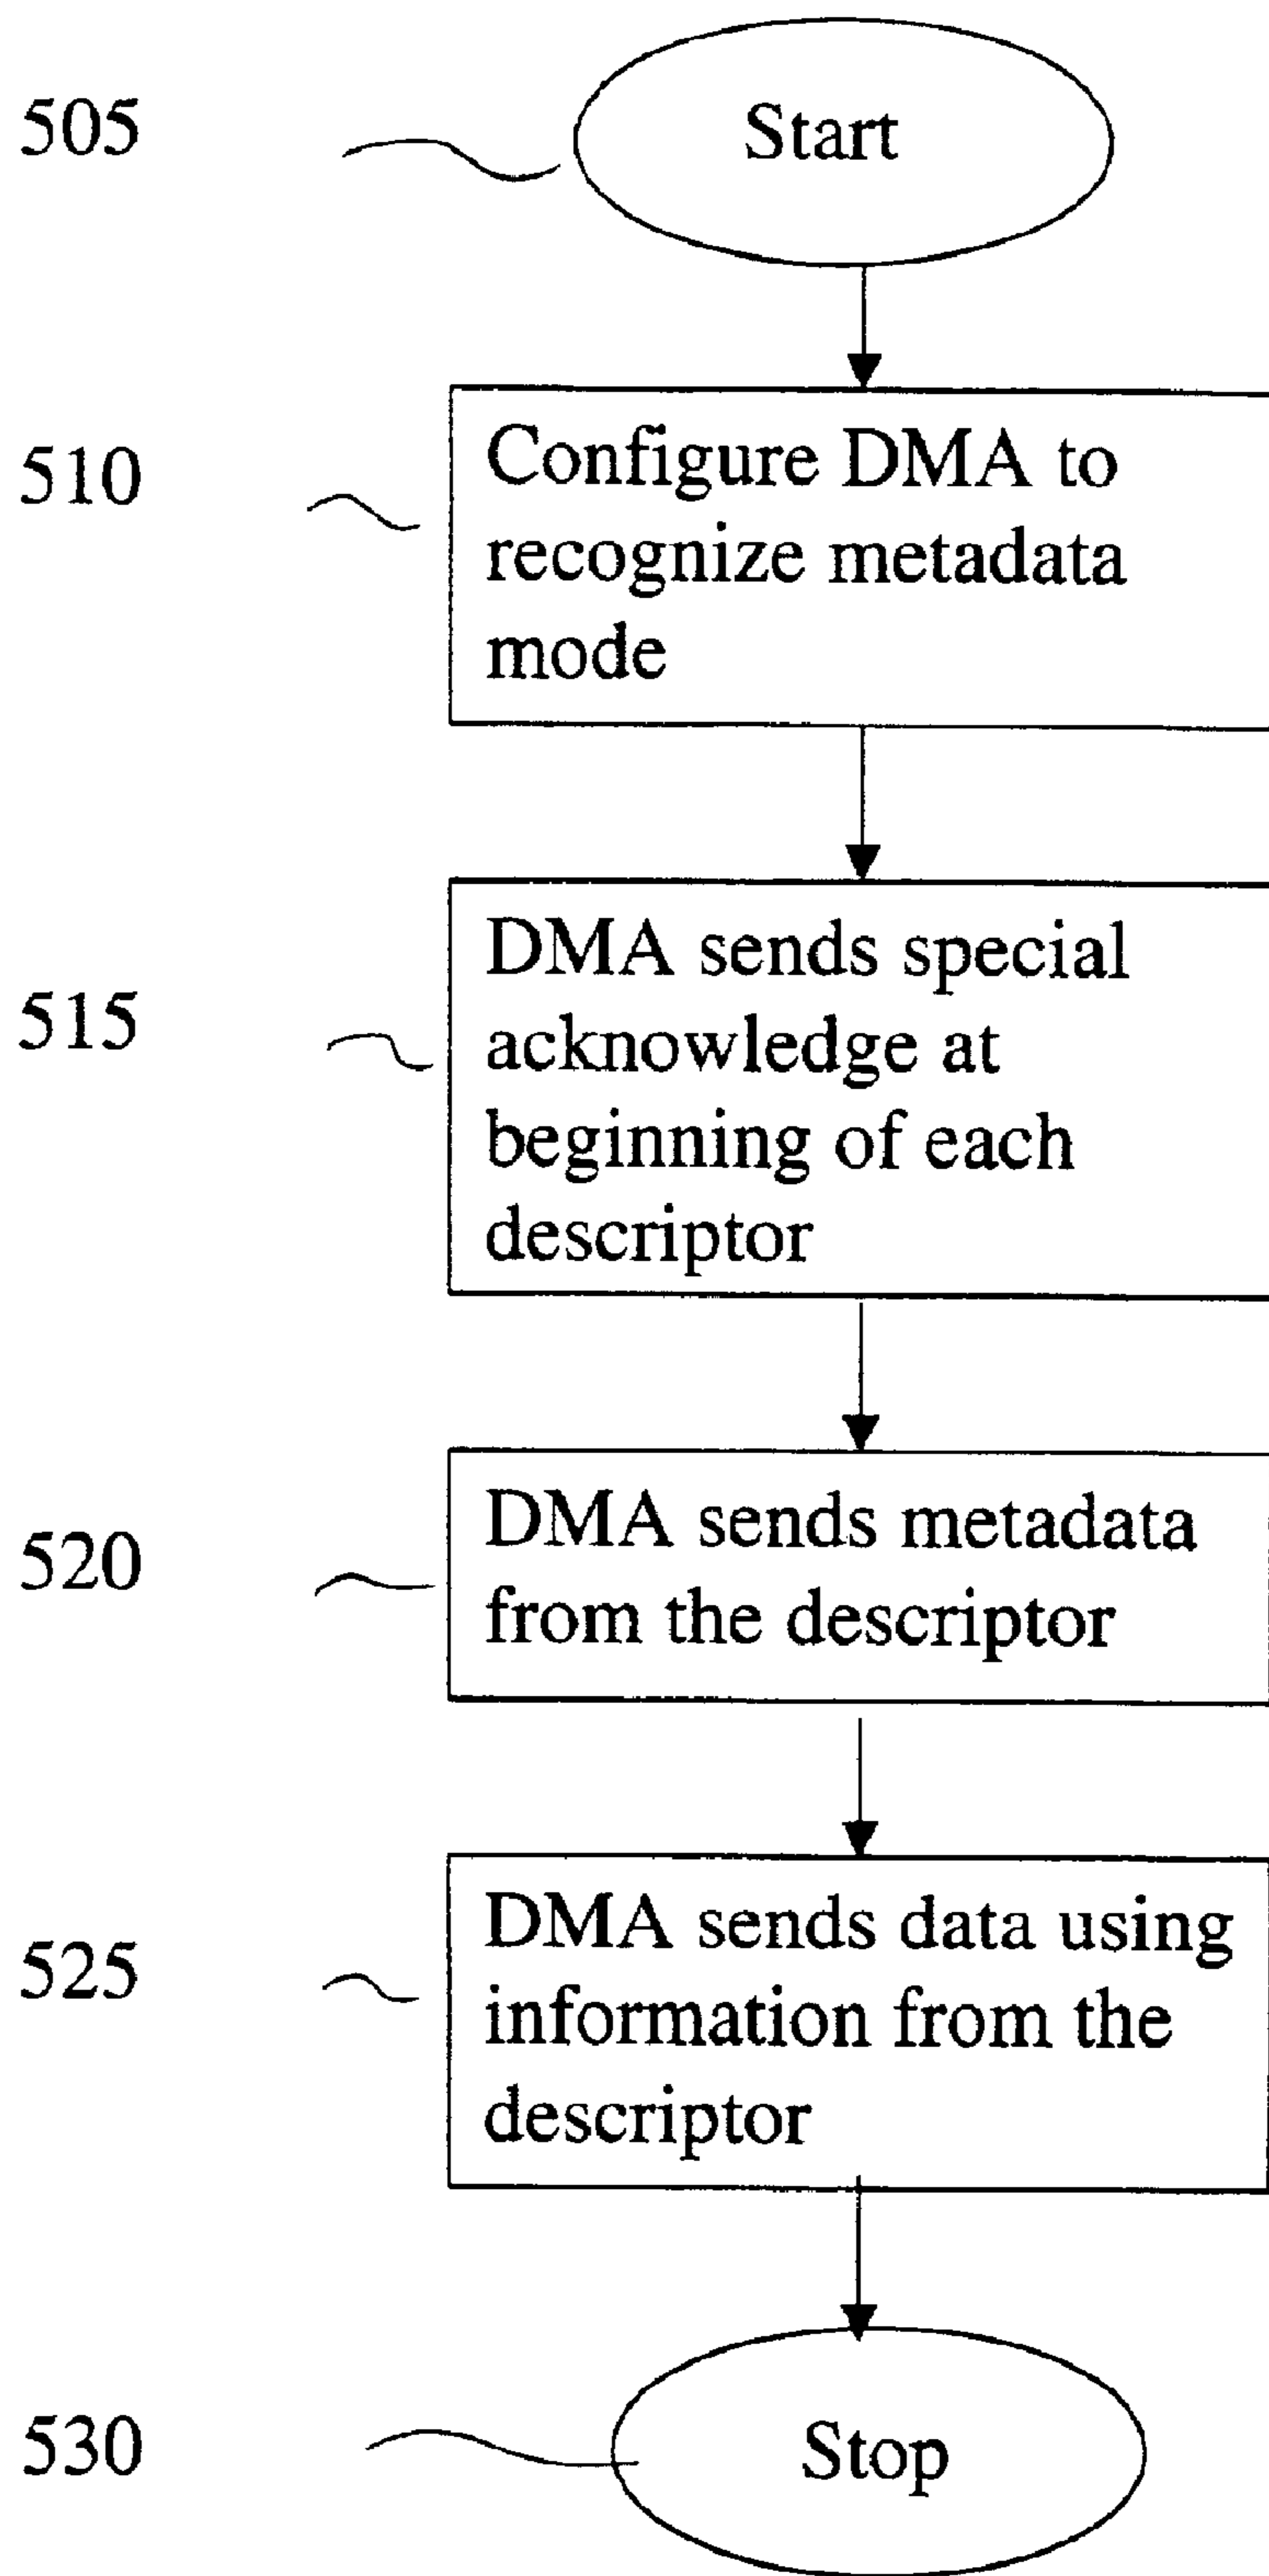 505
Start
510
Configure DMA to
recognize metadata
mode
515
DMA sends special
acknowledge at
beginning of each
descriptor
520
DMA sends metadata
from the descriptor
525
DMA sends data using
information from the
descriptor
530
Stop